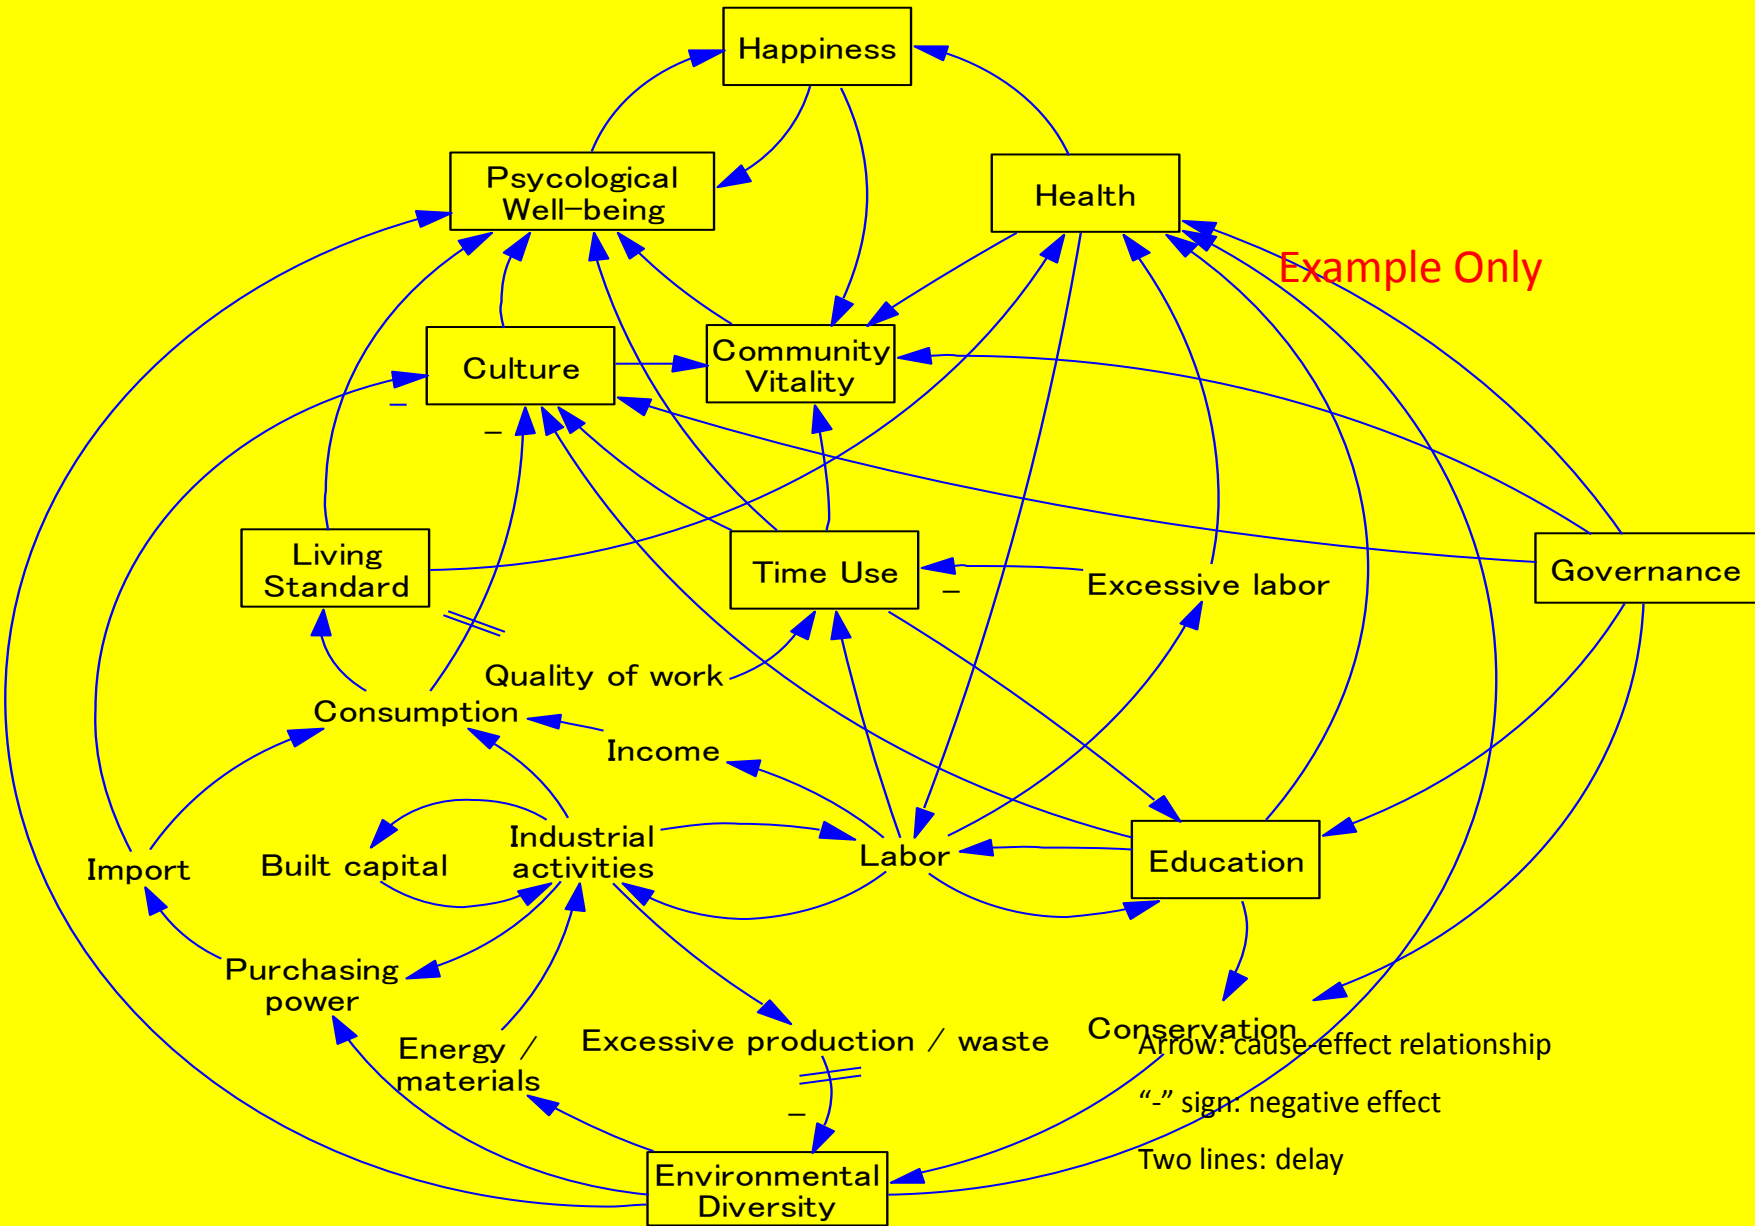 Happiness
Psycological
Well-being
Health
Example Only
Culture
–
Community
Vitality
–
Living
Standard
Time Use
–
Excessive labor
Governance
Quality of work
Consumption
Income
Import
Built capital
Industrial
activities
Labor
Education
Purchasing
power
Energy /
materials
Excessive production / waste
Conservation
Arrow: cause-effect relationship
–
“-” sign: negative effect
Two lines: delay
Environmental
Diversity